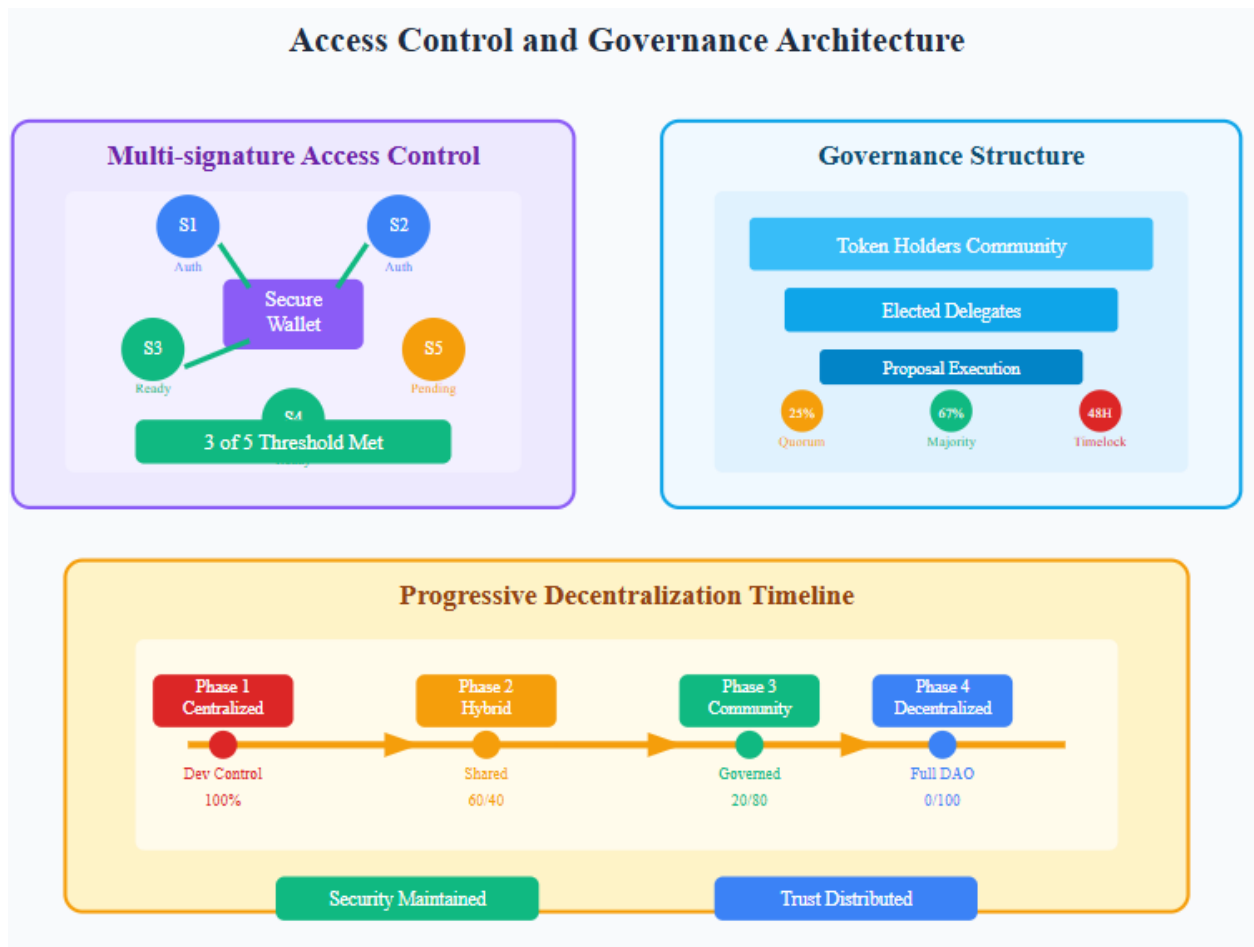 Access Control and Governance Architecture
Multi-signature Access Control
S1
S2
Auth
Auth
Secure
Wallet
S3
S5
Ready
Pending
S4
3 of 5 Threshold Met
Governance Structure
Token Holders Community
Elected Delegates
Proposal Execution
25%
67%
48H
Quorum
Majority
Timelock
Progressive Decentralization Timeline
Phase 1
Centralized
Phase 2
Hybrid
Phase 3
Community
Phase 4
Decentralized
Dev Control
Shared
Governed
Full DAO
100%
60/40
20/80
0/100
Security Maintained
Trust Distributed